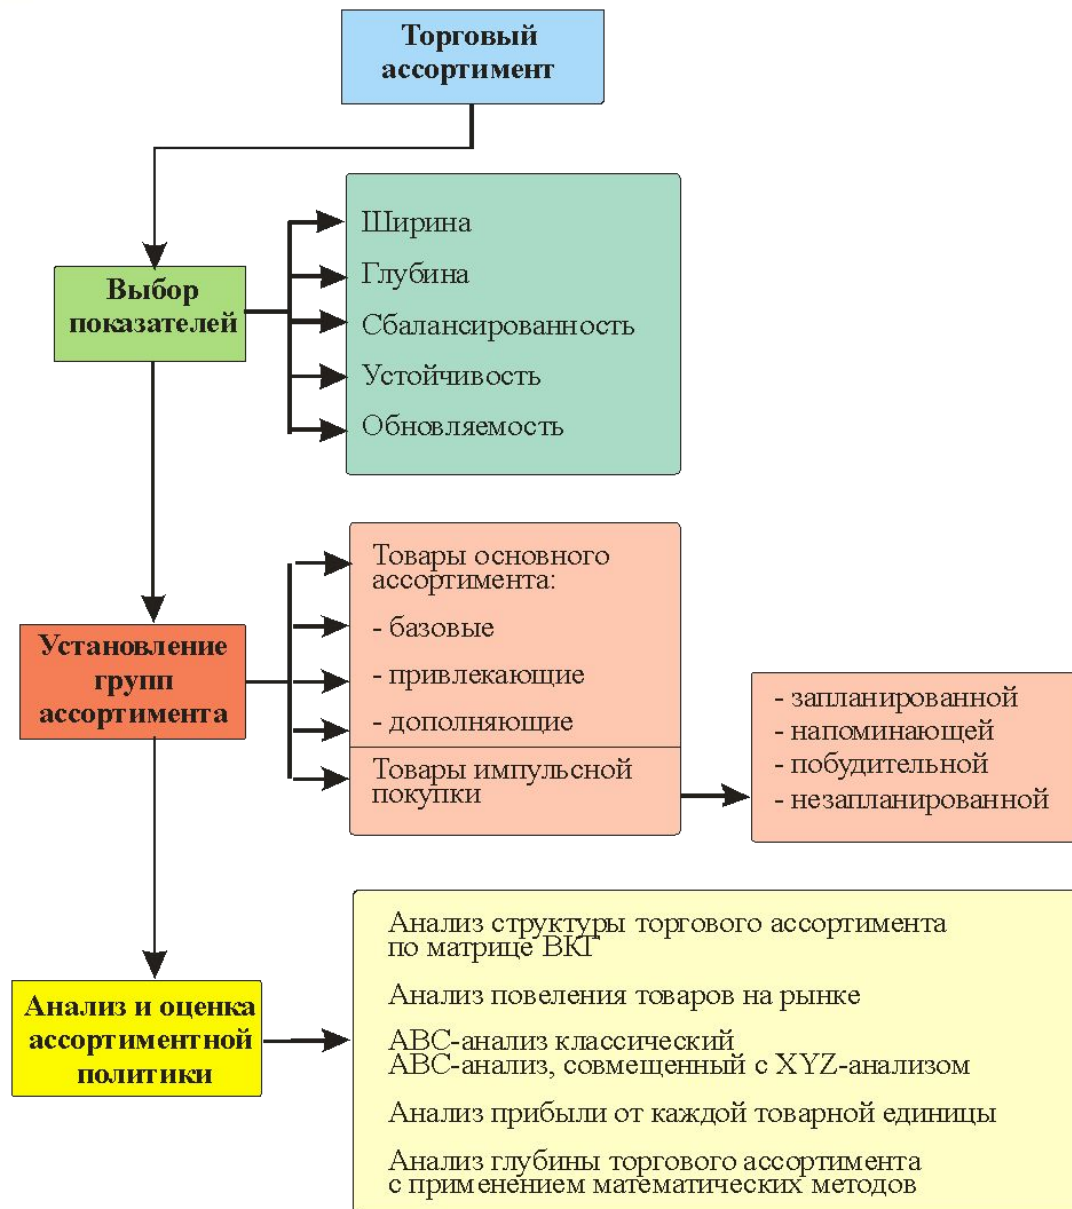 Торговый
ассортимент
Выбор
показателей
Ширина
Глубина
Сбалансированность
Устойчивость
Обновляемость
Установление
групп
ассортимента
Товары основного
ассортимента:
- базовые
- привлекающие
- дополняющие
Товары импульсной
покупки
- запланированной
- напоминающей
- побудительной
- незапланированной
Анализ и оценка
ассортиментной
политики
Анализ структуры торгового ассортимента
по матрице ВКГ
Анализ повеления товаров на рынке
АВС-анализ классический
АВС-анализ, совмещенный с XYZ-анализом
Анализ прибыли от каждой товарной единицы
Анализ глубины торгового ассортимента
с применением математических методов